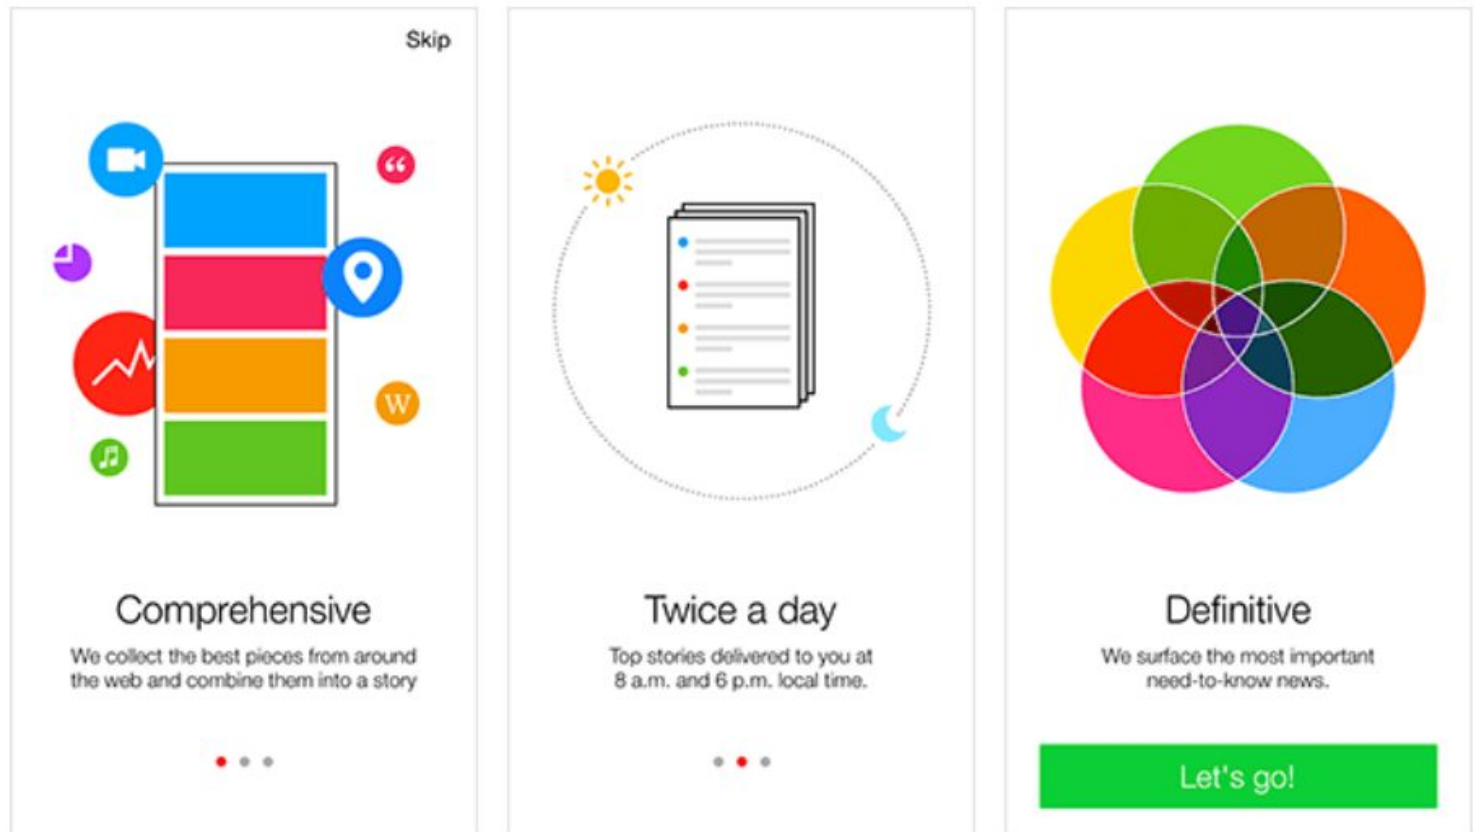 Skip
“
W
Comprehensive
We collect the best pieces from around
the web and combine them into a story
Twice a day
Top stories delivered to you at
8 a.m. and 6 p.m. local time.
Definitive
We surface the most important
need-to-know news.
Let's go!